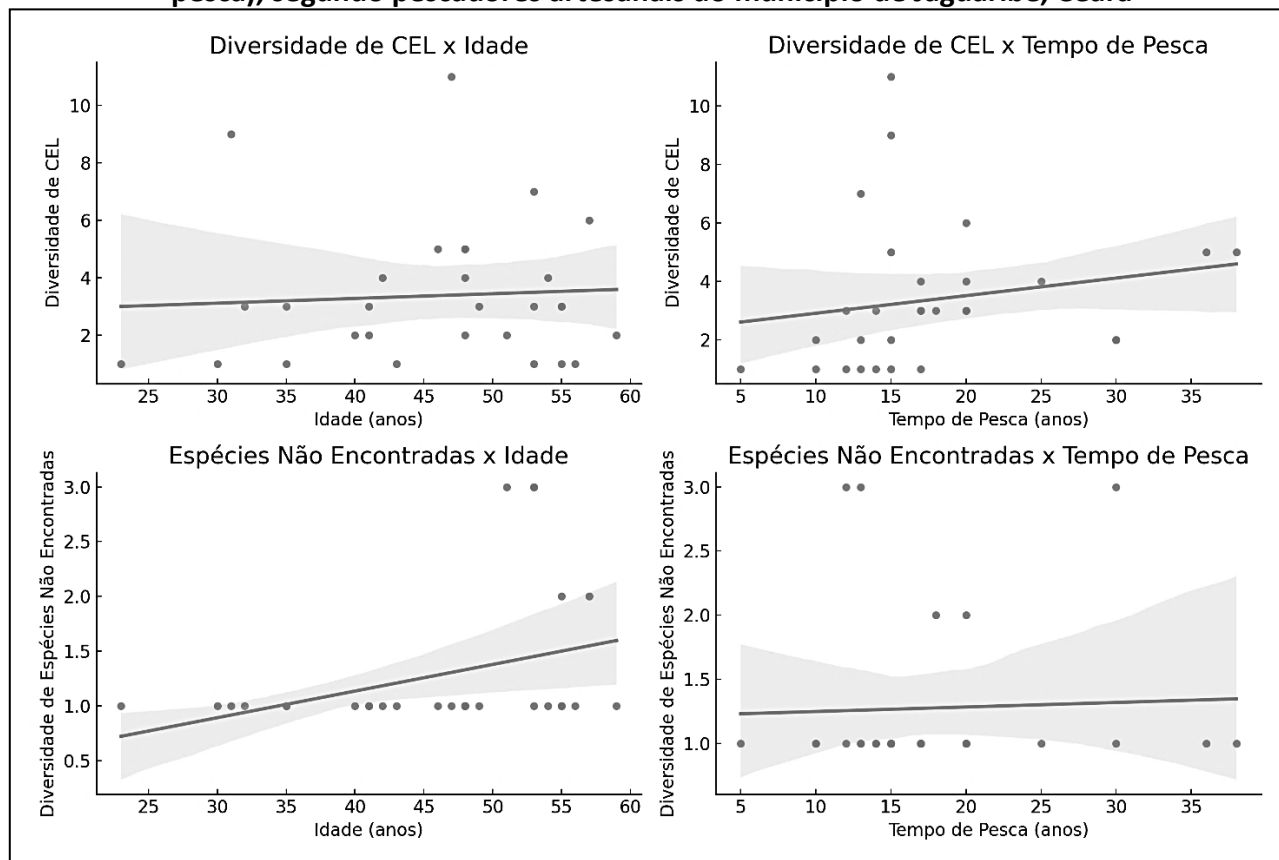 pesca), segundo pescadores artesanais do município de Jaguaribe, Ceará
Diversidade de CEL x Idade
Diversidade de CEL
10
8
6
4
2
25 30 35 40 45 50 55 60
Idade (anos)
Diversidade de CEL x Tempo de Pesca
Diversidade de CEL
10
8
6
4
2
5 10 15 20 25 30 35
Tempo de Pesca (anos)
Espécies Não Encontradas x Idade
Diversidade de Espécies Não Encontradas
3.0
2.5
2.0
1.5
1.0
0.5
25 30 35 40 45 50 55 60
Idade (anos)
Espécies Não Encontradas x Tempo de Pesca
Diversidade de Espécies Não Encontradas
3.0
2.5
2.0
1.5
1.0
5 10 15 20 25 30 35
Tempo de Pesca (anos)